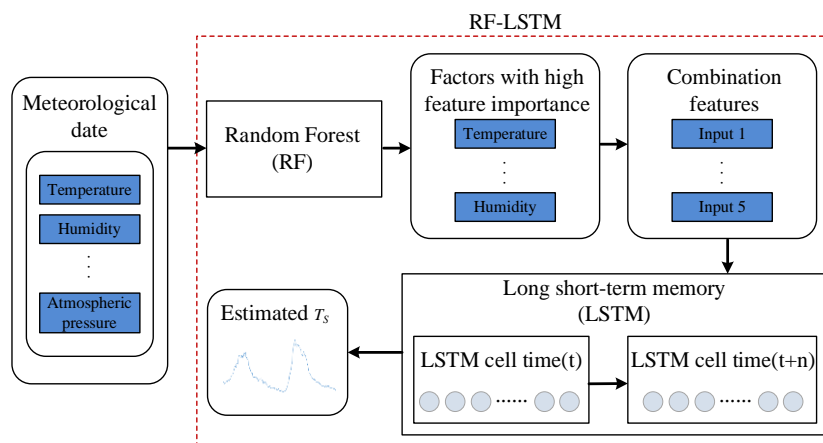 RF-LSTM
Meteorological
date
Temperature
Humidity
⋮
Atmospheric
pressure
Random Forest
(RF)
Factors with high
feature importance
Temperature
⋮
Humidity
Combination
features
Input 1
⋮
Input 5
Long short-term memory
(LSTM)
LSTM cell time(t)
......
LSTM cell time(t+n)
......
Estimated TS